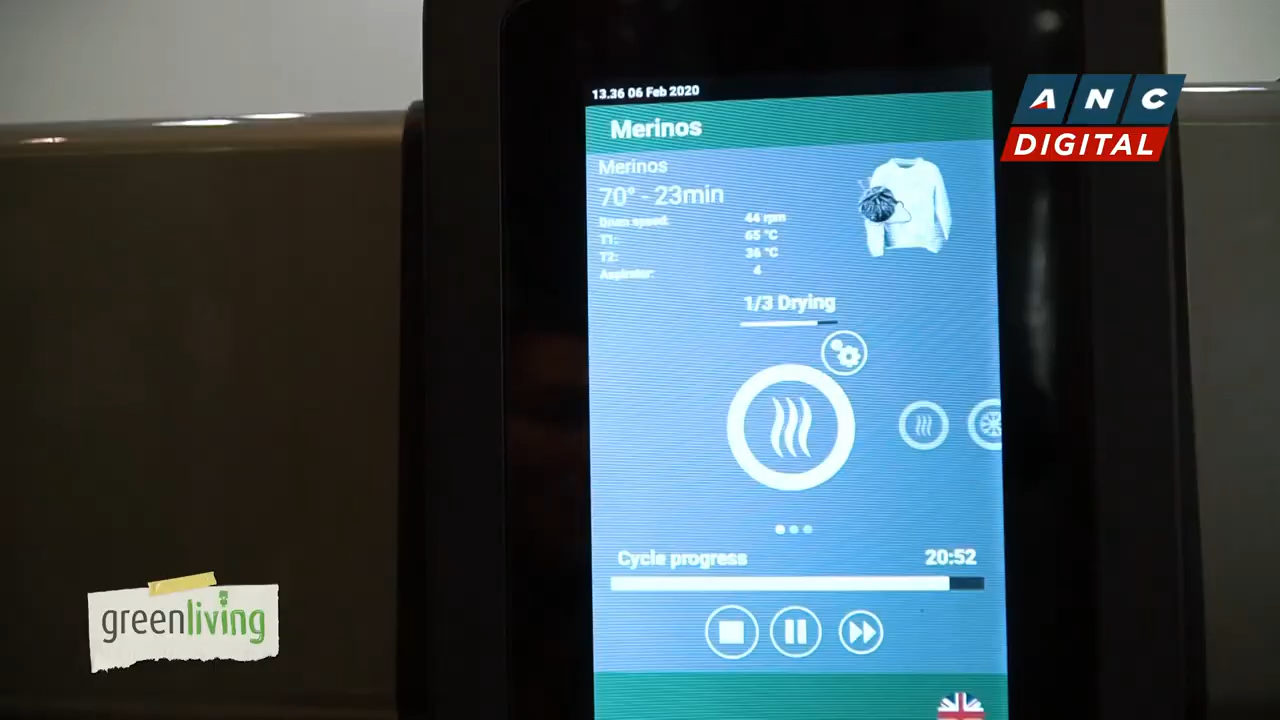 13.36 06 Feb 2020
Merinos
Merinos
70° - 23min
Drum speed: 44 rpm
T1: 65 °C
T2: 36 °C
Aspirator: 4
1/3 Drying
Cycle progress 20:52
ANC
DIGITAL
greenliving